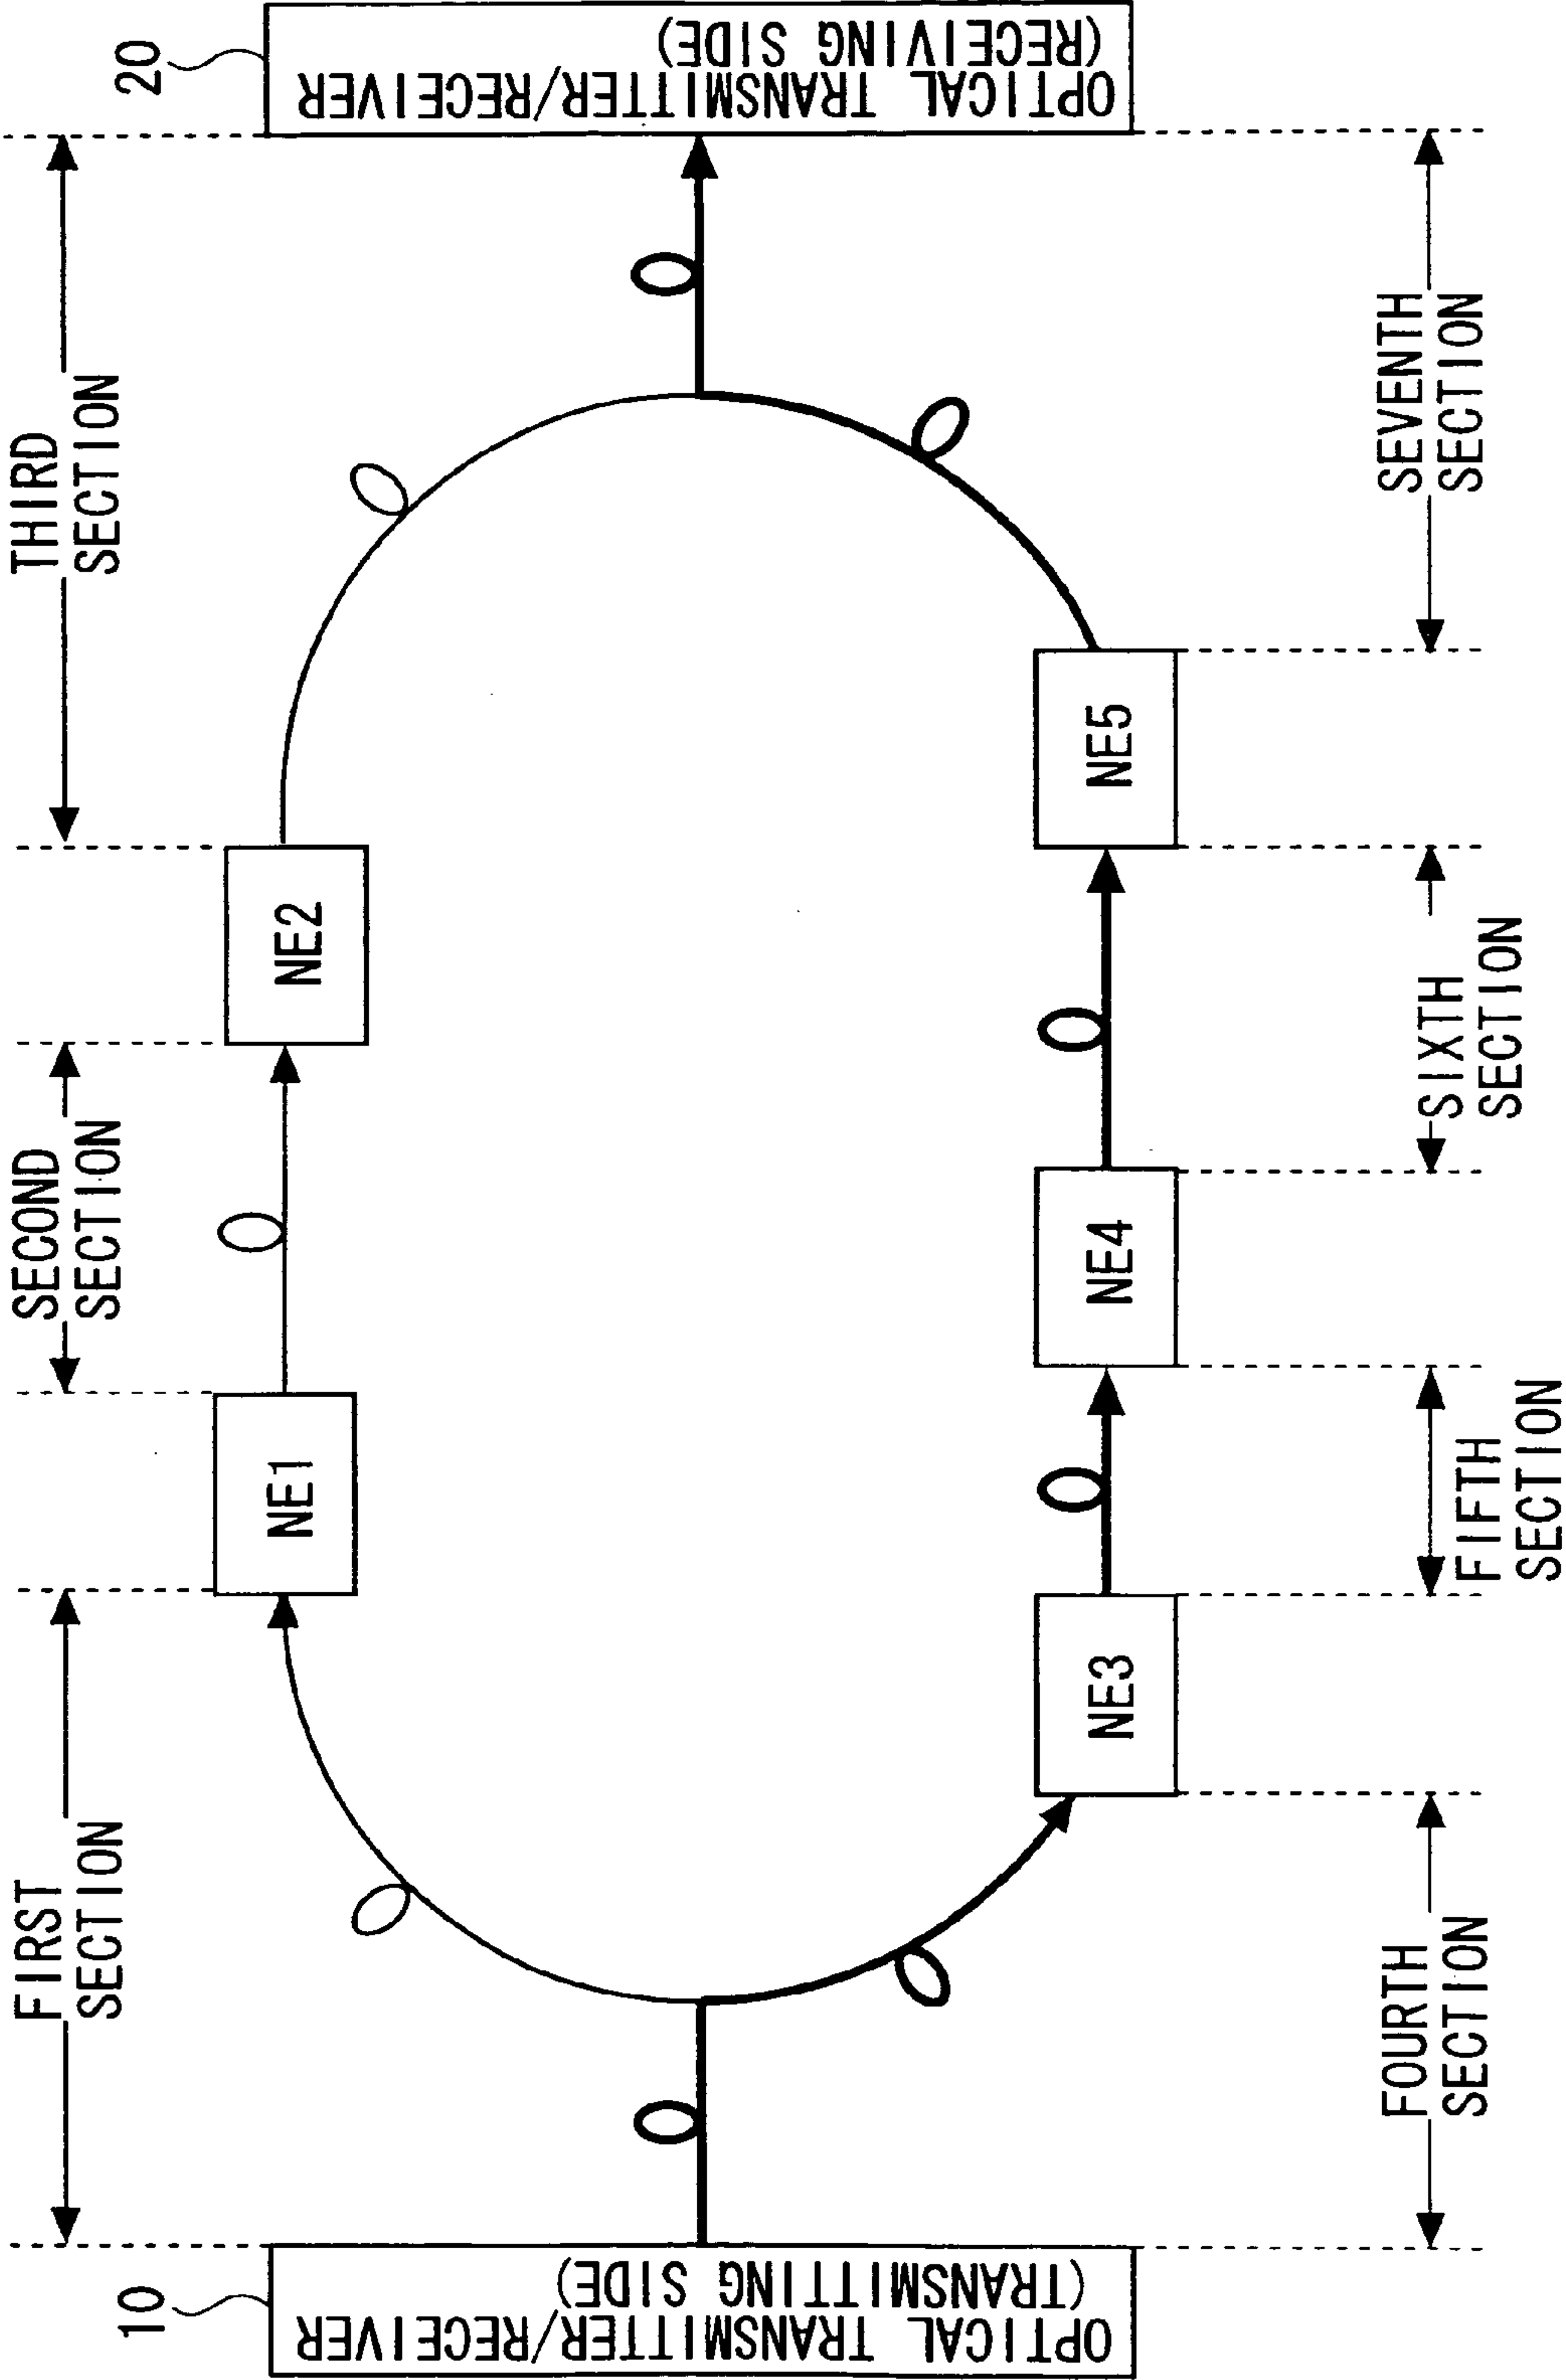 FIRST
SECTION
SECOND
SECTION
THIRD
SECTION
10
OPTICAL TRANSMITTER/RECEIVER
(TRANSMITTING SIDE)
NE1
NE2
20
OPTICAL TRANSMITTER/RECEIVER
(RECEIVING SIDE)
NE3
NE4
NE5
FOURTH
SECTION
FIFTH
SECTION
SIXTH
SECTION
SEVENTH
SECTION